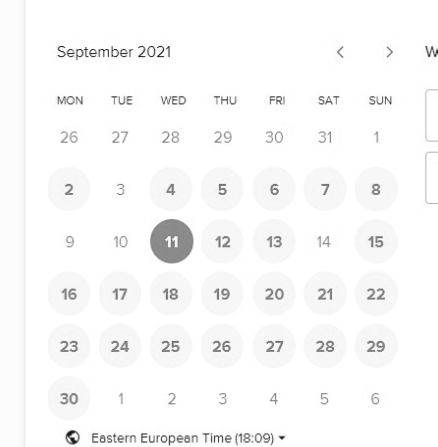 September 2021
W
MON TUE WED THU FRI SAT SUN
26 27 28 29 30 31 1
2 3 4 5 6 7 8
9 10 11 12 13 14 15
16 17 18 19 20 21 22
23 24 25 26 27 28 29
30 1 2 3 4 5 6
Eastern European Time (18:09)